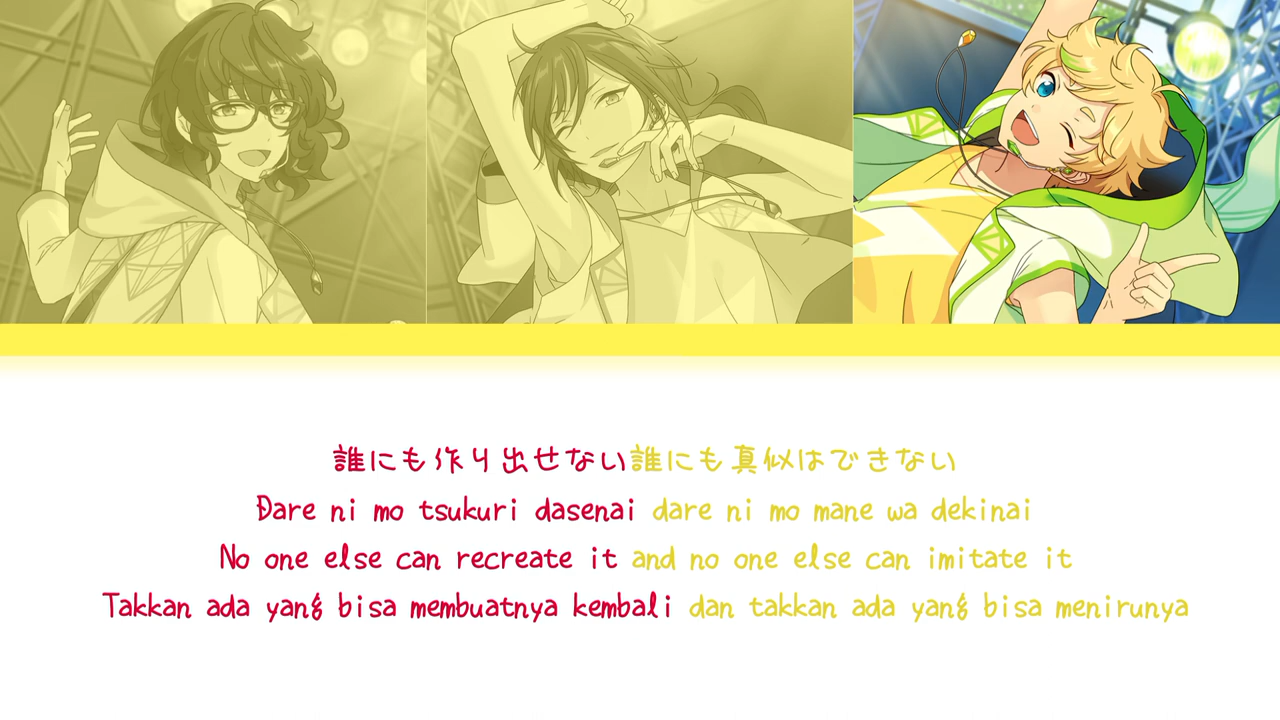 誰にも作り出せない誰にも真似はできない
Dare ni mo tsukuri dasenai dare ni mo mane wa dekinai
No one else can recreate it and no one else can imitate it
Takkan ada yang bisa membuatnya kembali dan takkan ada yang bisa menirunya